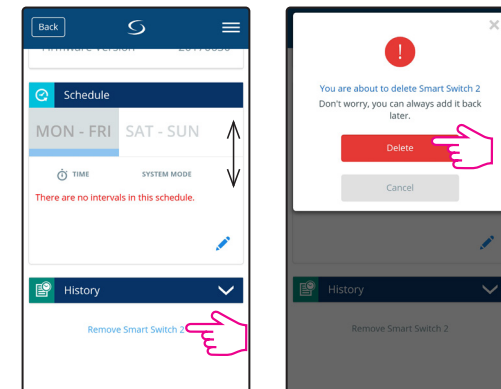 Back
Firmware Version 20170630
Schedule
MON - FRI SAT - SUN
TIME SYSTEM MODE
There are no intervals in this schedule.
History
Remove Smart Switch 2
!
You are about to delete Smart Switch 2
Don't worry, you can always add it back
later.
Delete
Cancel
History
Remove Smart Switch 2